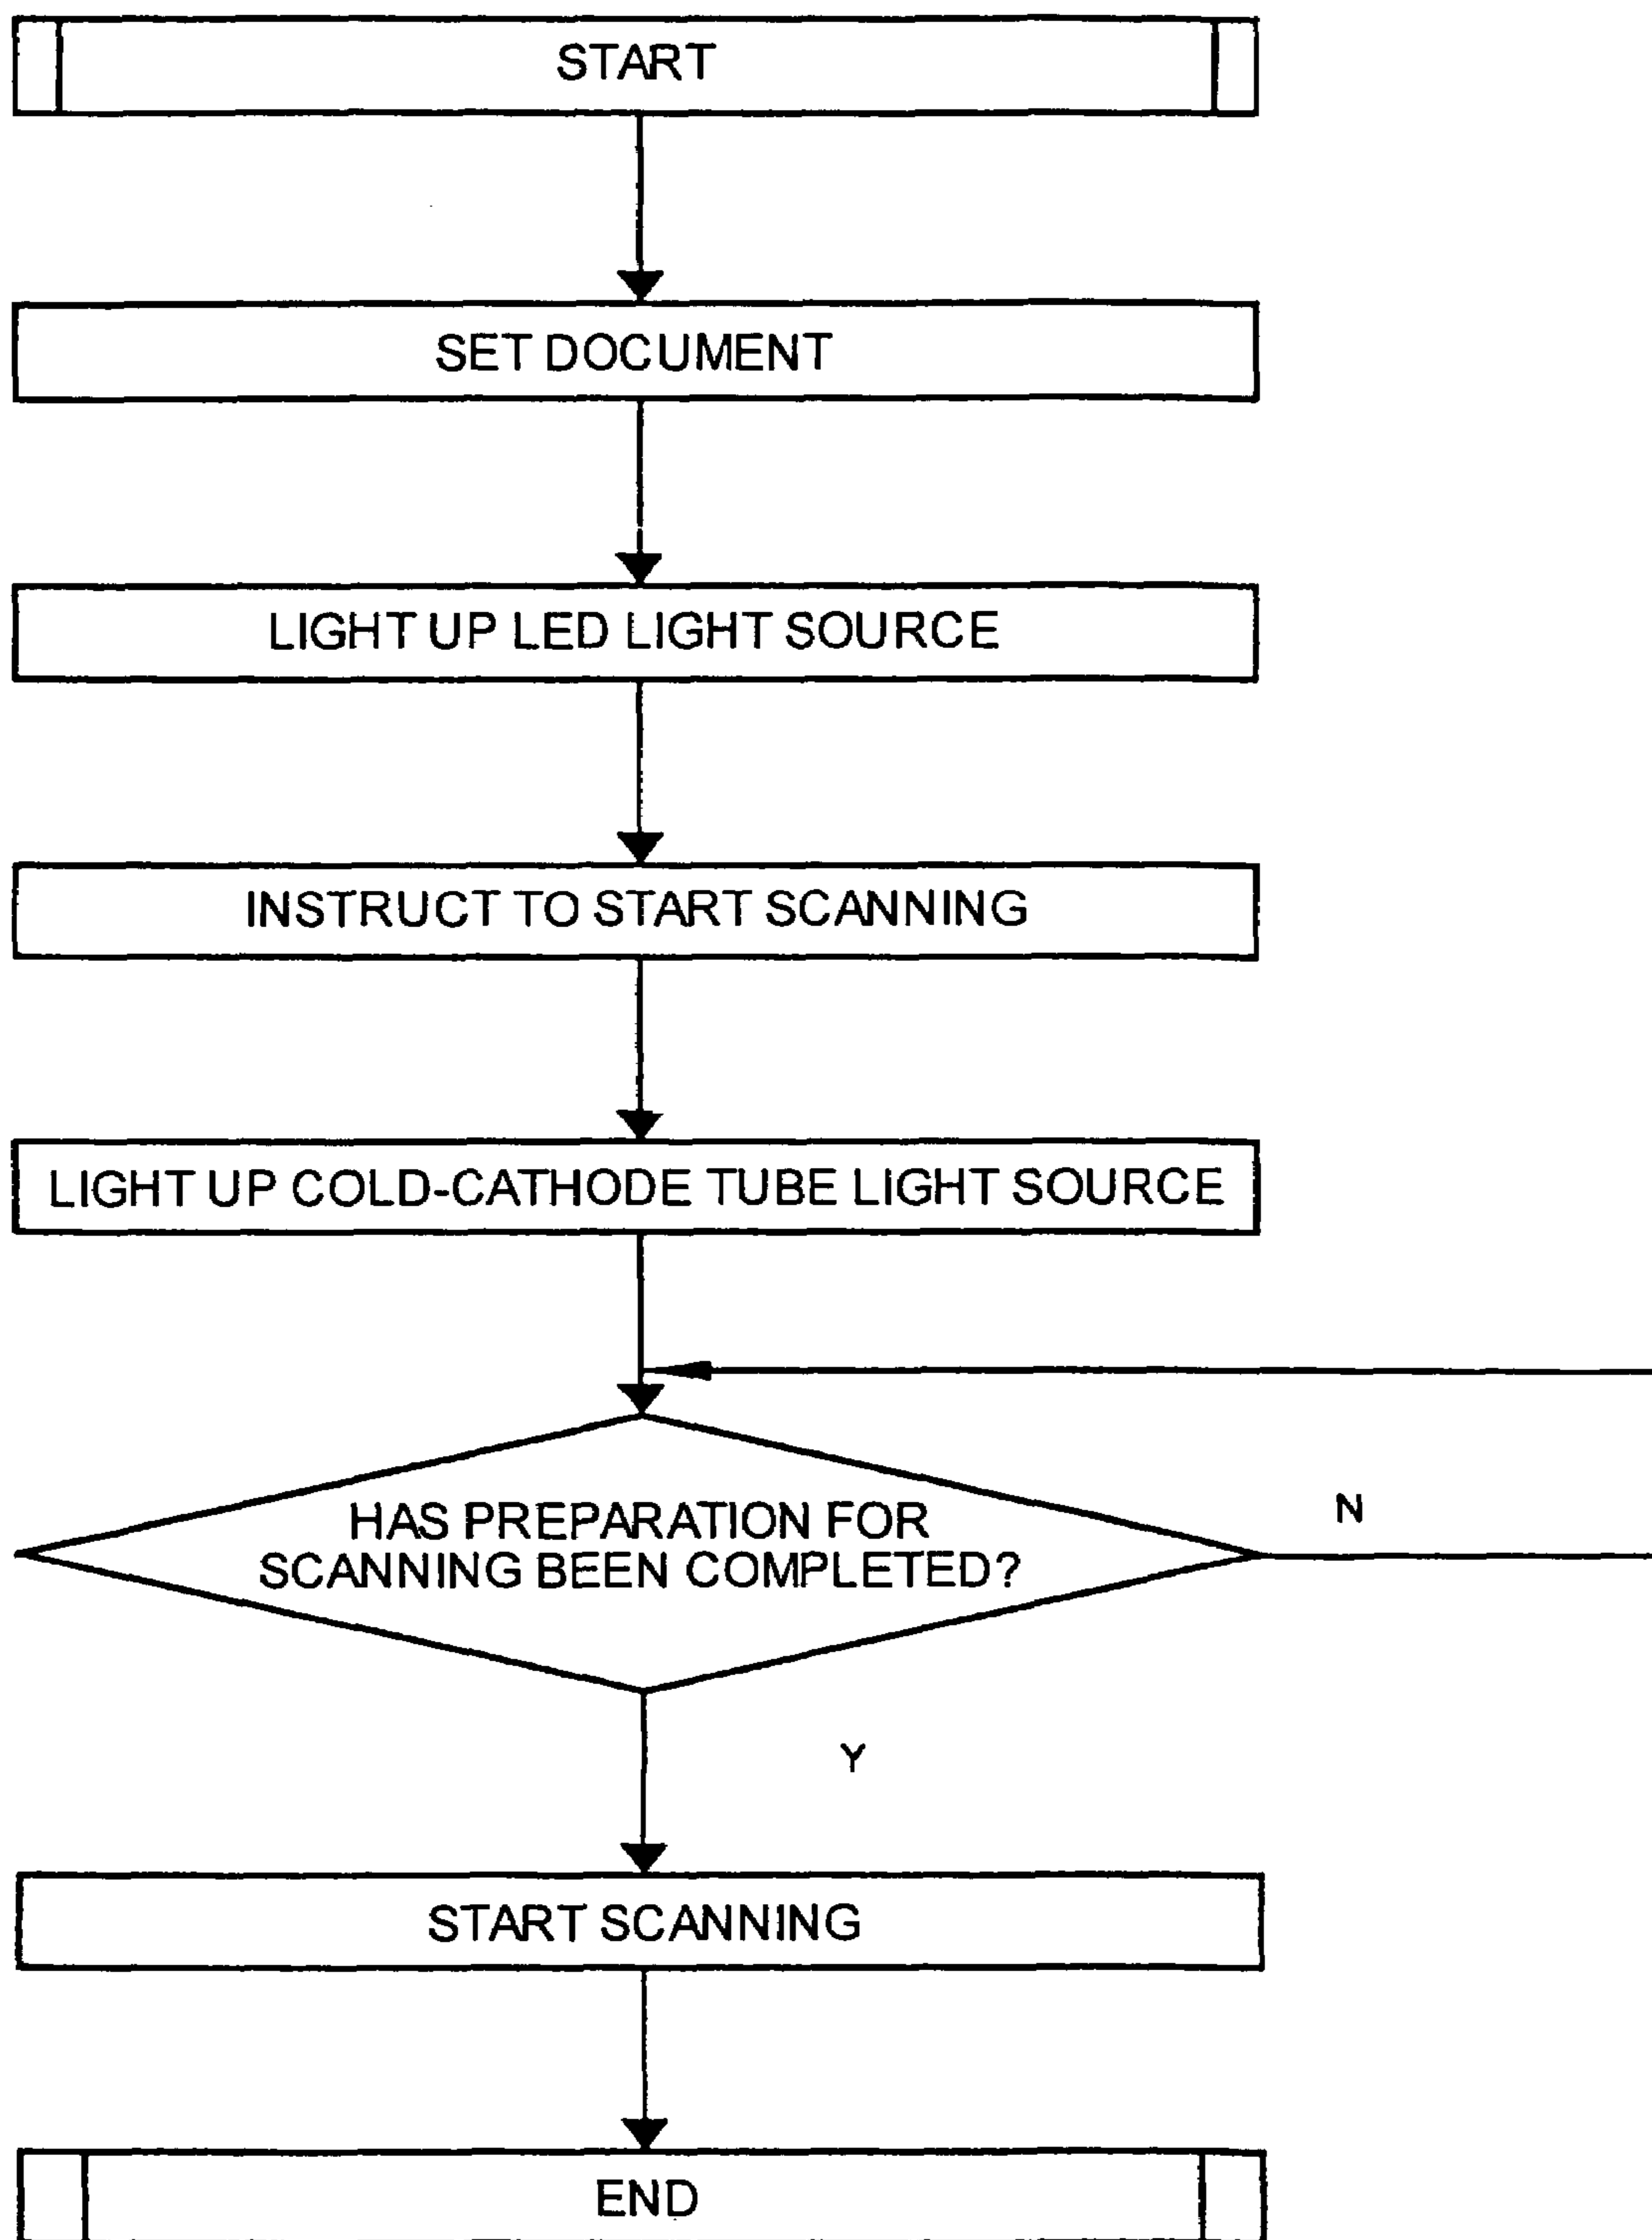 START
SET DOCUMENT
LIGHT UP LED LIGHT SOURCE
INSTRUCT TO START SCANNING
LIGHT UP COLD-CATHODE TUBE LIGHT SOURCE
HAS PREPARATION FOR
SCANNING BEEN COMPLETED?
N
Y
START SCANNING
END